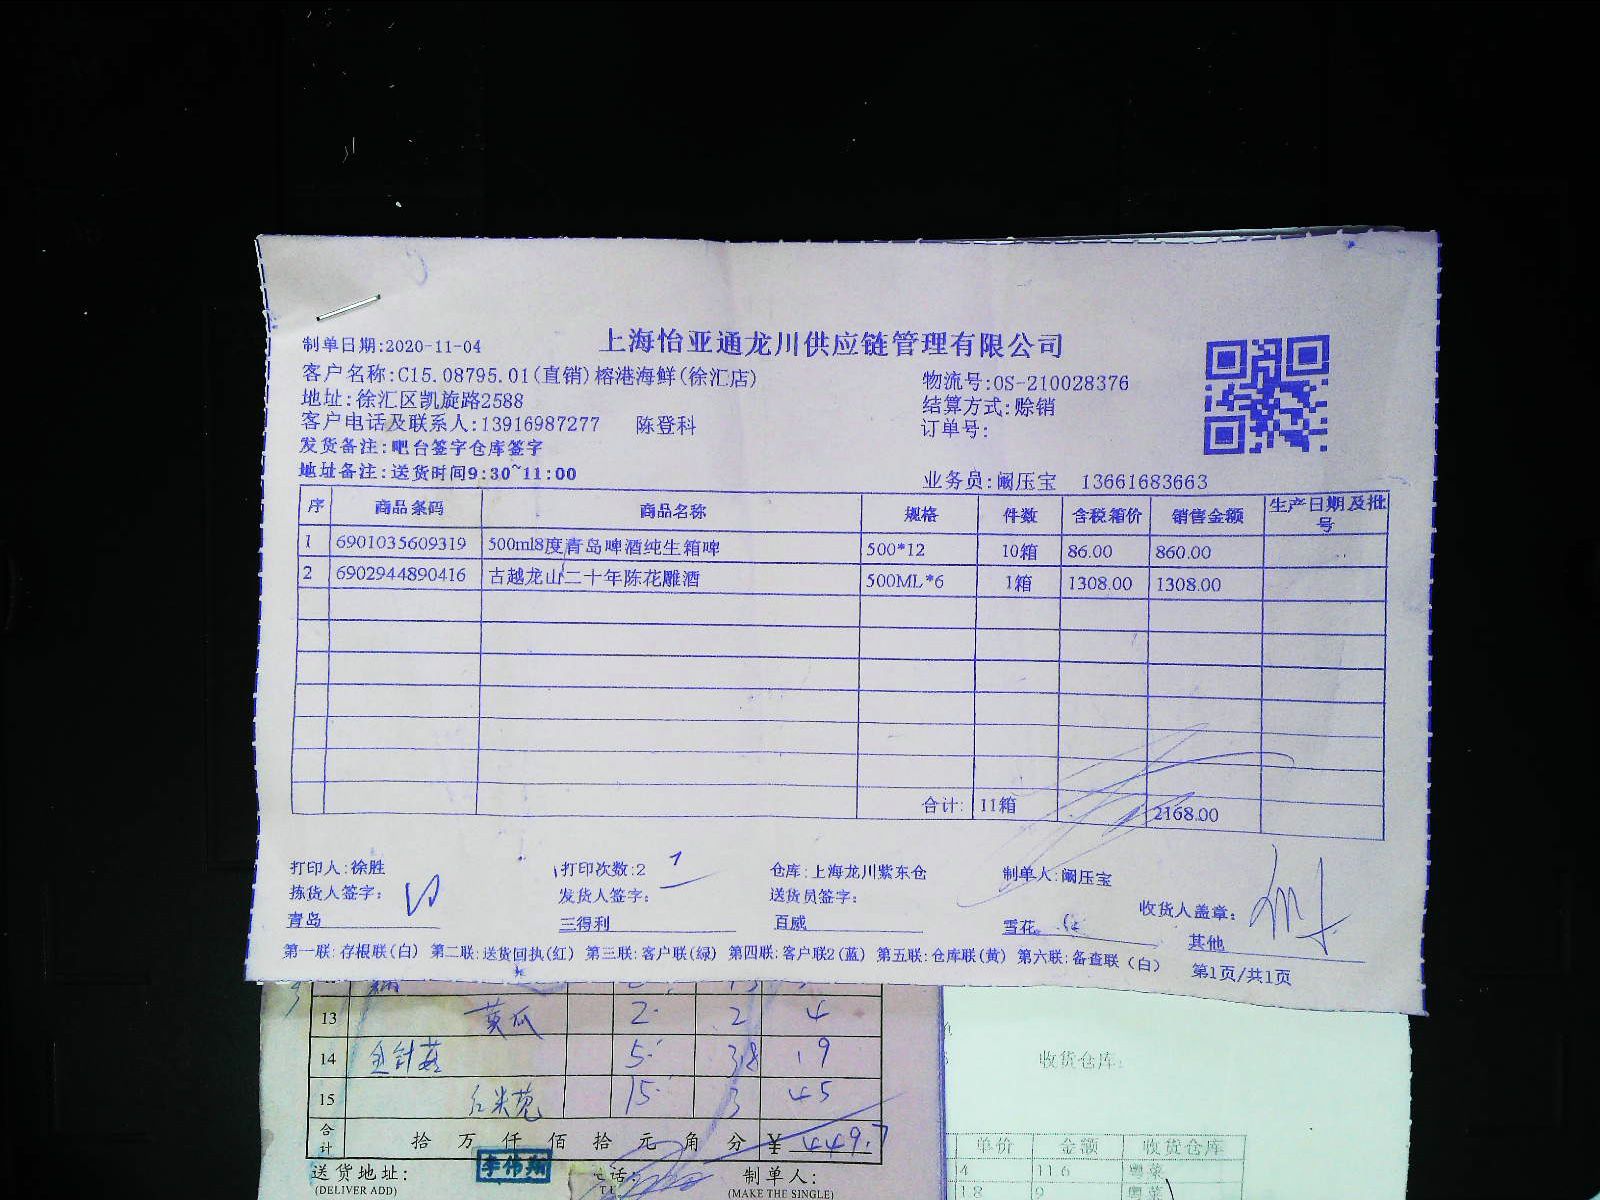 上海怡亚通龙川供应链管理有限公司
制单日期:2020-11-04
客户名称:C15.08795.01(直销)榕港海鲜(徐汇店)
物流号:OS-210028376
地址:徐汇区凯旋路2588
结算方式:赊销
客户电话及联系人:13916987277 陈登科
订单号:
发货备注:吧台签字仓库签字
地址备注:送货时间9:30~11:00
业务员:阚压宝 13661683663
序 商品条码 商品名称 规格 件数 含税箱价 销售金额 生产日期及批号
1 6901035609319 500ml8度青岛啤酒纯生箱啤 500*12 10箱 86.00 860.00
2 6902944890416 古越龙山二十年陈花雕酒 500ML*6 1箱 1308.00 1308.00
合计: 11箱 2168.00
打印人:徐胜 打印次数:2 仓库:上海龙川紫东仓 制单人:阚压宝
拣货人签字: 发货人签字: 送货员签字: 收货人盖章:
青岛 三得利 百威 雪花 其他
第一联:存根联(白) 第二联:送货回执(红) 第三联:客户联(绿) 第四联:客户联2(蓝) 第五联:仓库联(黄) 第六联:备查联(白) 第1页/共1页
13 黄瓜 2 2 4
14 金针菇 5 3.8 19
15 红米苋 15 3 45
合计 拾 万 仟 佰 拾 元 角 分 ¥ 449.7
送货地址: 李伟翔 电话: 制单人:
(DELIVER ADD) (MAKE THE SINGLE)
收货仓库:
单价 金额 收货仓库
4 11.6 粤菜
18 9 粤菜